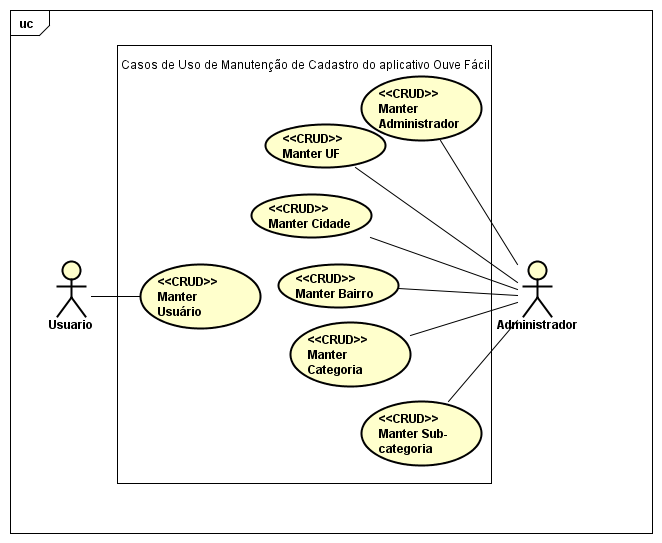 uc
Casos de Uso de Manutenção de Cadastro do aplicativo Ouve Fácil
<<CRUD>>
Manter
Administrador
<<CRUD>>
Manter UF
<<CRUD>>
Manter Cidade
<<CRUD>>
Manter
Usuário
<<CRUD>>
Manter Bairro
Usuario
Administrador
<<CRUD>>
Manter
Categoria
<<CRUD>>
Manter Sub-
categoria